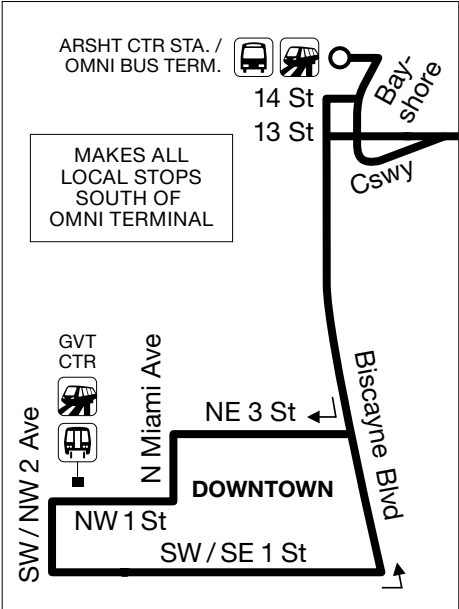 ARSHT CTR STA. /
OMNI BUS TERM.
Bay-
shore
14 St
13 St
Cswy
MAKES ALL
LOCAL STOPS
SOUTH OF
OMNI TERMINAL
GVT
CTR
N Miami Ave
Biscayne Blvd
NE 3 St
SW / NW 2 Ave
DOWNTOWN
NW 1 St
SW / SE 1 St